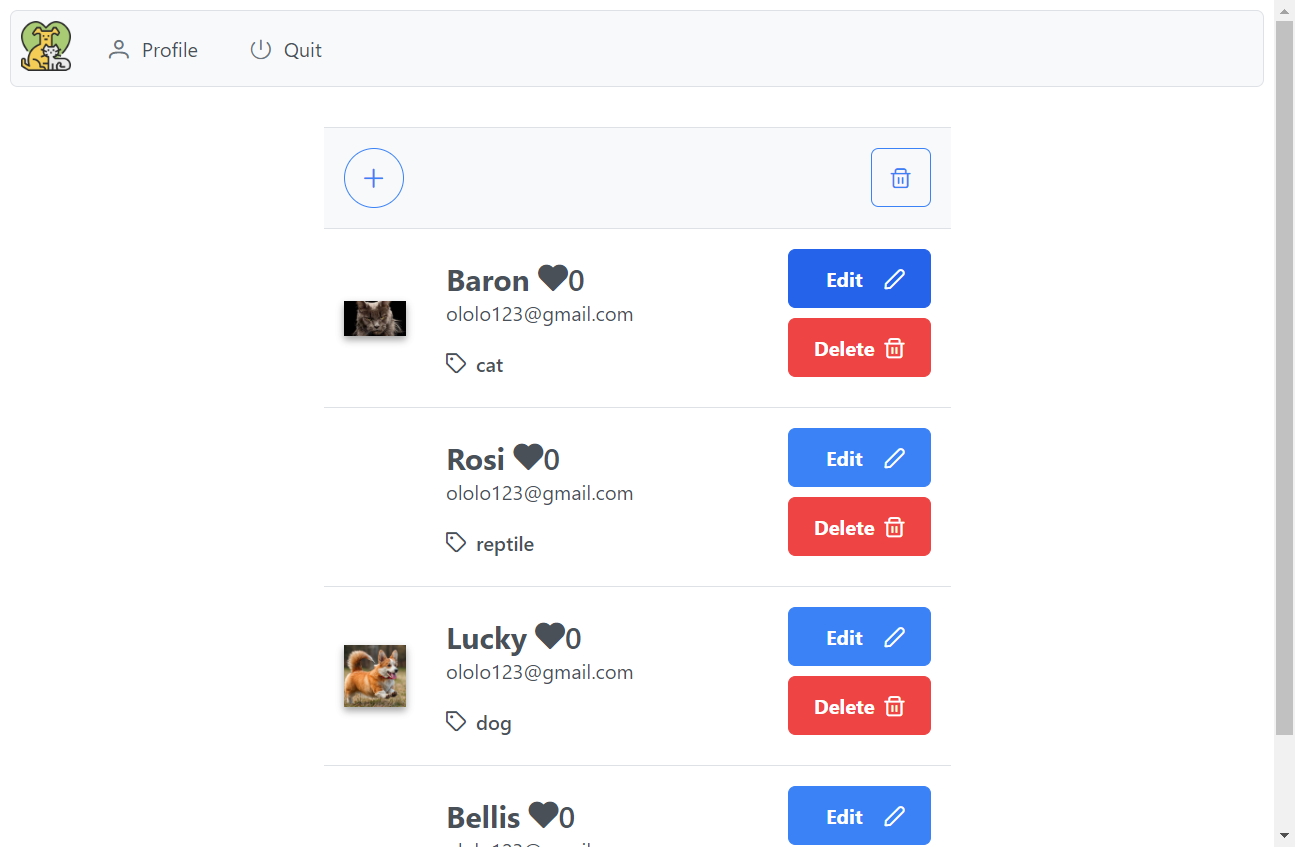 Profile
Quit
Baron 0
ololo123@gmail.com
cat
Edit
Delete
Rosi 0
ololo123@gmail.com
reptile
Edit
Delete
Lucky 0
ololo123@gmail.com
dog
Edit
Delete
Bellis 0
Edit